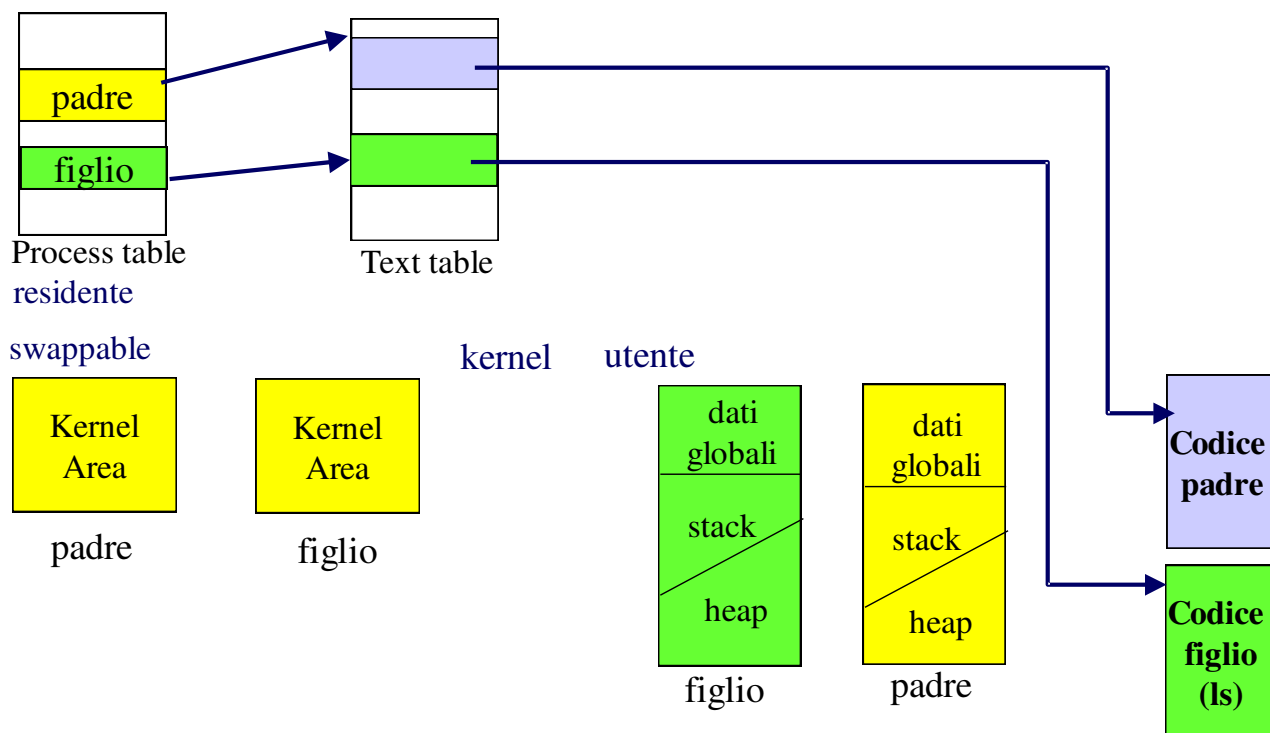 padre
figlio
Process table
residente
Text table
swappable
kernel
utente
Kernel
Area
padre
Kernel
Area
figlio
dati
globali
stack
heap
figlio
dati
globali
stack
heap
padre
Codice
padre
Codice
figlio
(ls)